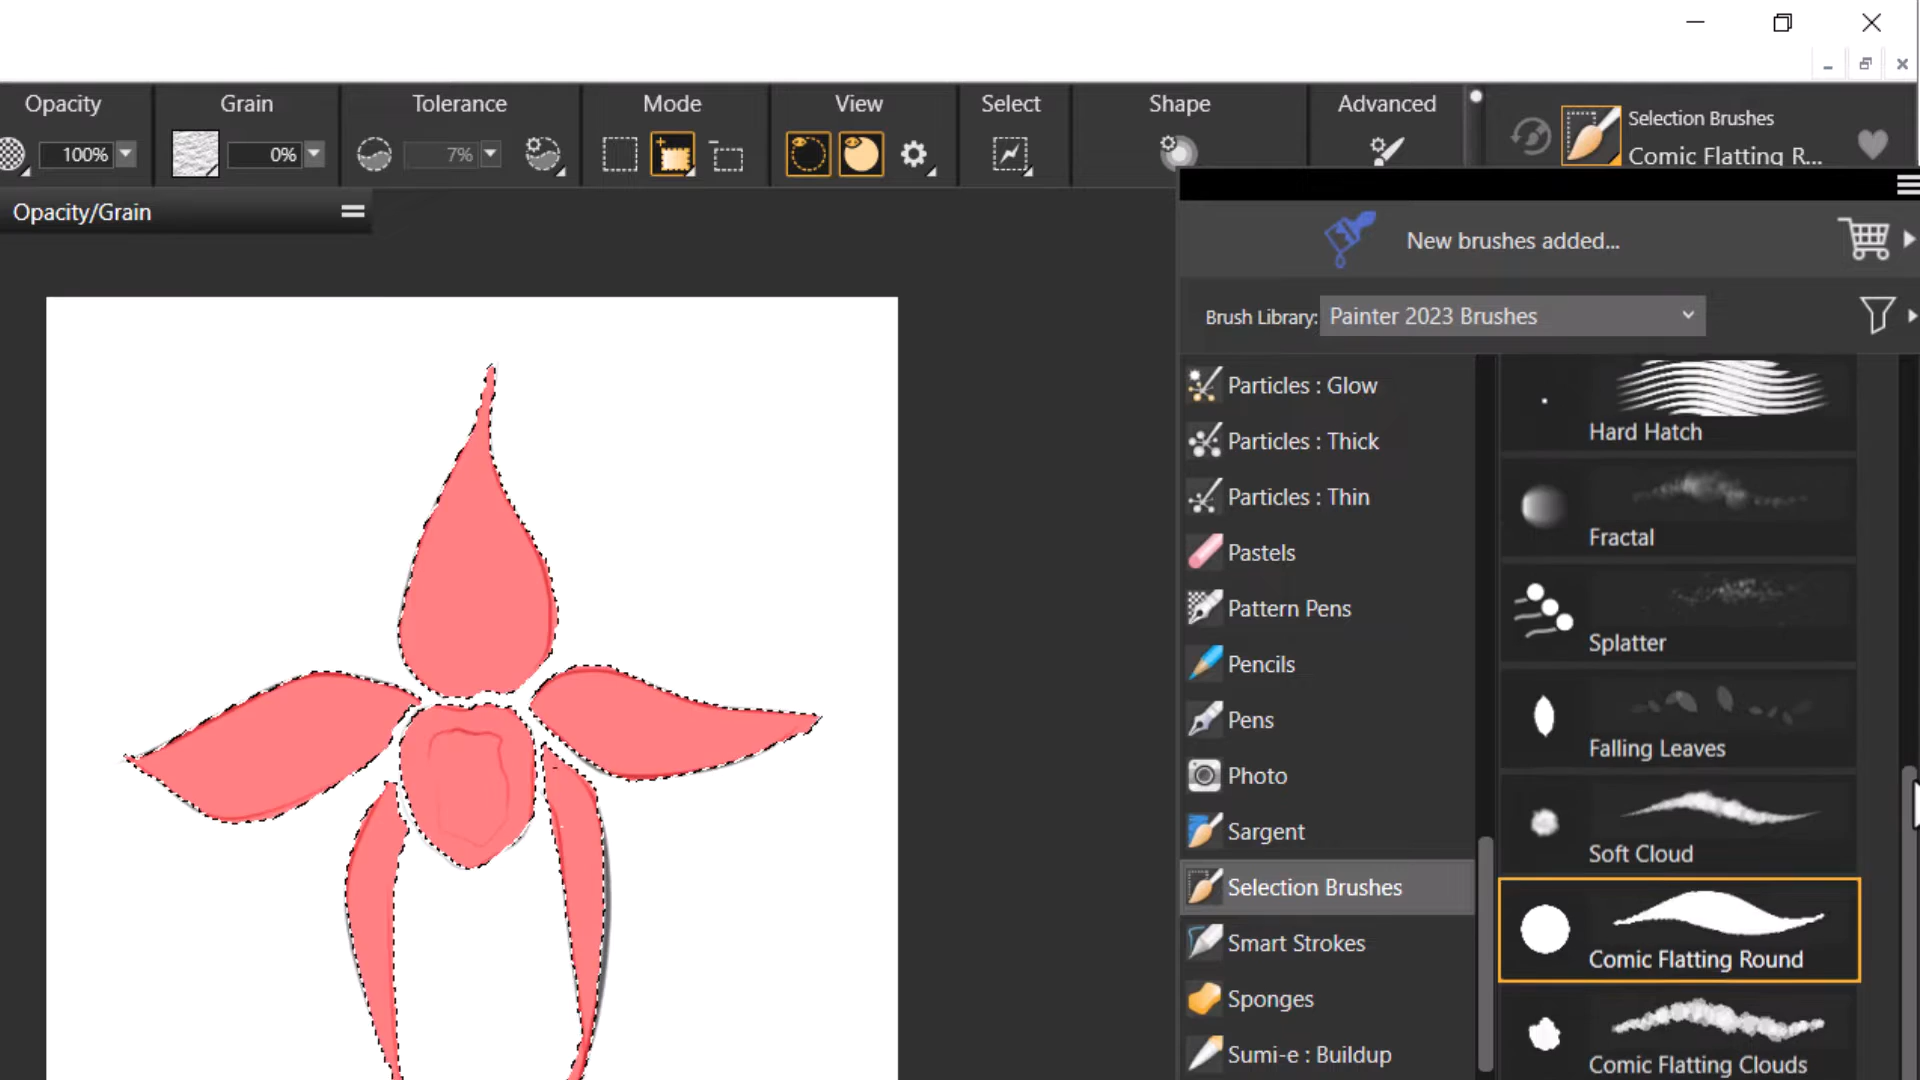 Opacity
Grain
Tolerance
Mode
View
Select
Shape
Advanced
Selection Brushes
Comic Flatting R...
100%
0%
7%
Opacity/Grain
New brushes added...
Brush Library:
Painter 2023 Brushes
Particles : Glow
Particles : Thick
Particles : Thin
Pastels
Pattern Pens
Pencils
Pens
Photo
Sargent
Selection Brushes
Smart Strokes
Sponges
Sumi-e : Buildup
Hard Hatch
Fractal
Splatter
Falling Leaves
Soft Cloud
Comic Flatting Round
Comic Flatting Clouds